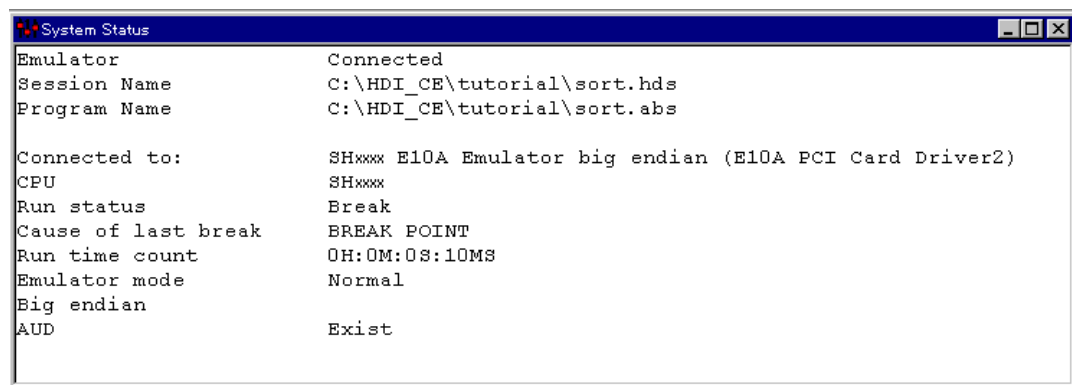 System Status
Emulator Connected
Session Name C:\HDI_CE\tutorial\sort.hds
Program Name C:\HDI_CE\tutorial\sort.abs
Connected to: SHxxxx E10A Emulator big endian (E10A PCI Card Driver2)
CPU SHxxxx
Run status Break
Cause of last break BREAK POINT
Run time count 0H:0M:0S:10MS
Emulator mode Normal
Big endian
AUD Exist